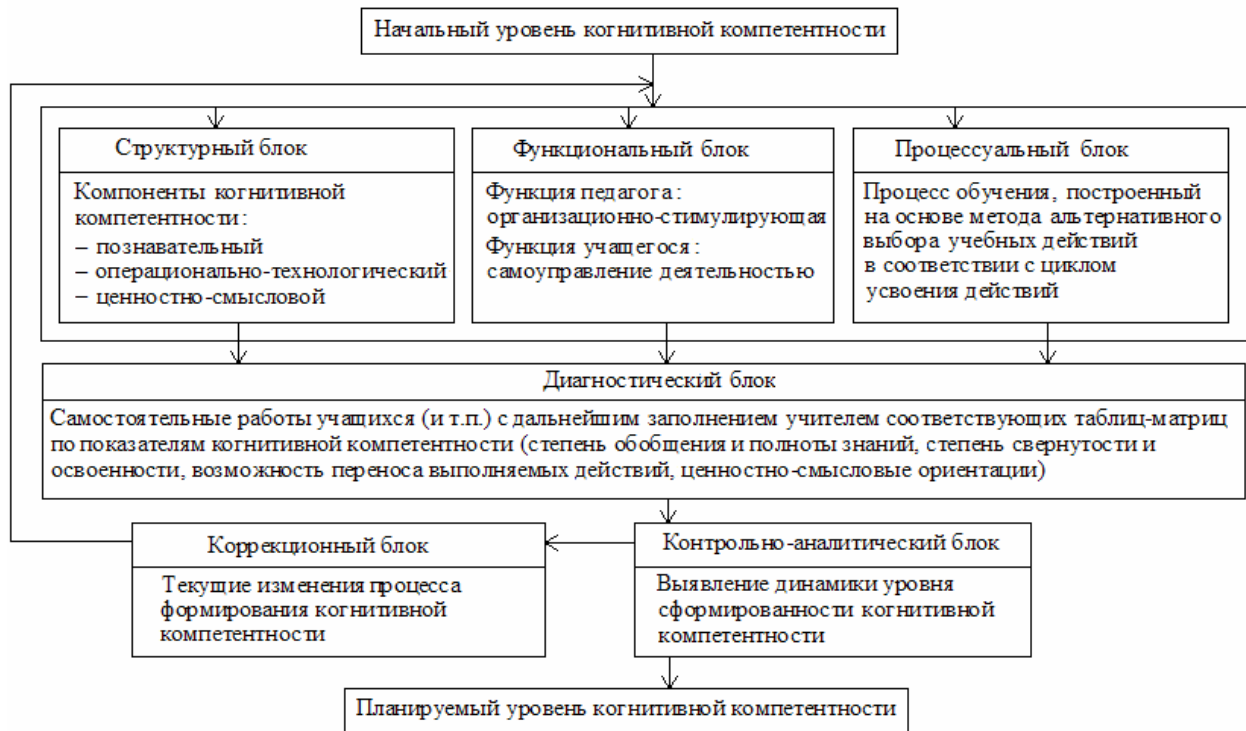 Начальный уровень когнитивной компетентности
Структурный блок
Компоненты когнитивной
компетентности:
– познавательный
– операционально-технологический
– ценностно-смысловой
Функциональный блок
Функция педагога:
организационно-стимулирующая
Функция учащегося:
самоуправление деятельностью
Процессуальный блок
Процесс обучения, построенный
на основе метода альтернативного
выбора учебных действий
в соответствии с циклом
усвоения действий
Диагностический блок
Самостоятельные работы учащихся (и т.п.) с дальнейшим заполнением учителем соответствующих таблиц-матриц
по показателям когнитивной компетентности (степень обобщения и полноты знаний, степень свернутости и
освоенности, возможность переноса выполняемых действий, ценностно-смысловые ориентации)
Коррекционный блок
Текущие изменения процесса
формирования когнитивной
компетентности
Контрольно-аналитический блок
Выявление динамики уровня
сформированности когнитивной
компетентности
Планируемый уровень когнитивной компетентности